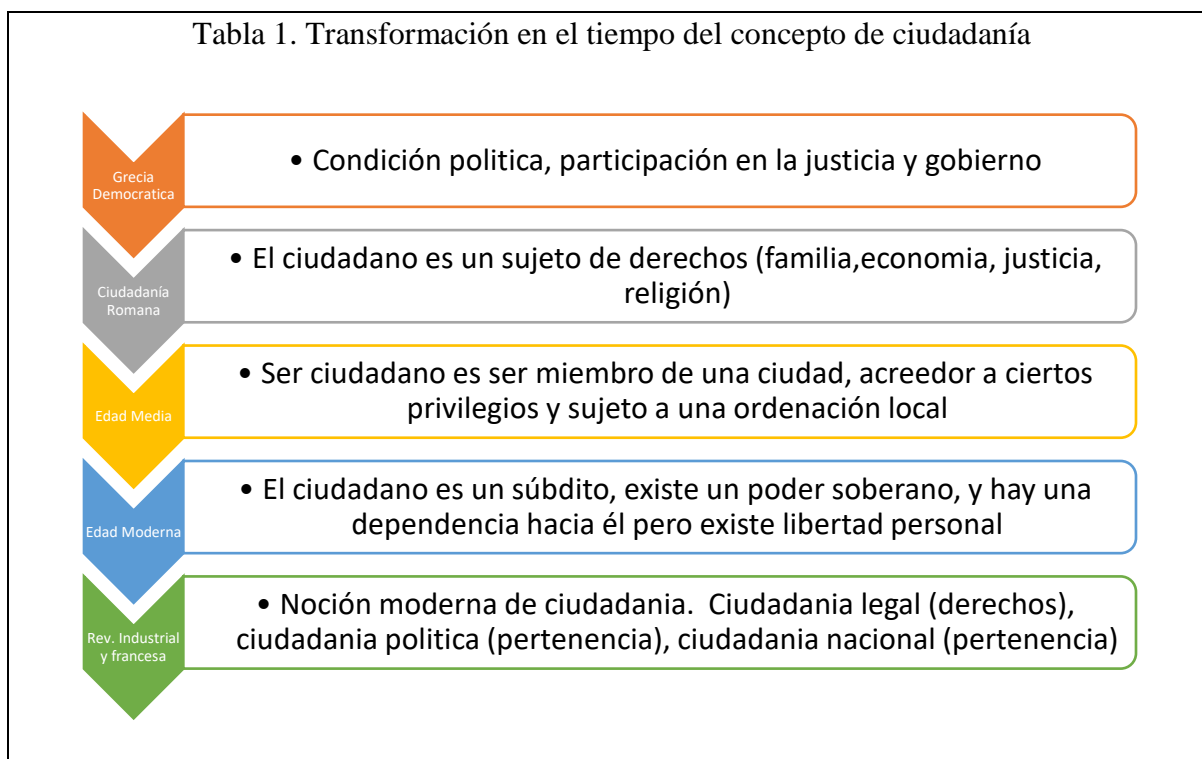 Tabla 1. Transformación en el tiempo del concepto de ciudadanía
Grecia
Democratica
• Condición politica, participación en la justicia y gobierno
Ciudadanía
Romana
• El ciudadano es un sujeto de derechos (familia,economia, justicia,
religión)
Edad Media
• Ser ciudadano es ser miembro de una ciudad, acreedor a ciertos
privilegios y sujeto a una ordenación local
Edad Moderna
• El ciudadano es un súbdito, existe un poder soberano, y hay una
dependencia hacia él pero existe libertad personal
Rev. Industrial
y francesa
• Noción moderna de ciudadania.  Ciudadania legal (derechos),
ciudadania politica (pertenencia), ciudadania nacional (pertenencia)